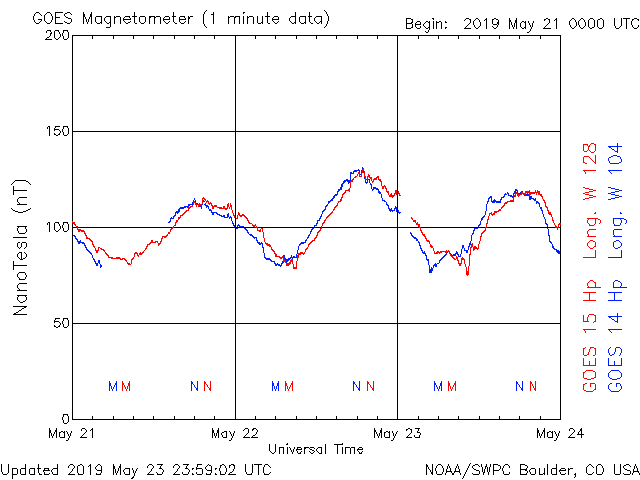 GOES Magnetometer (1 minute data)
Begin: 2019 May 21 0000 UTC
200
150
100
50
0
NanoTesla (nT)
M M N N M M N N M M N N
May 21 May 22 May 23 May 24
Universal Time
GOES 15 Hp Long. W 128
GOES 14 Hp Long. W 104
Updated 2019 May 23 23:59:02 UTC
NOAA/SWPC Boulder, CO USA